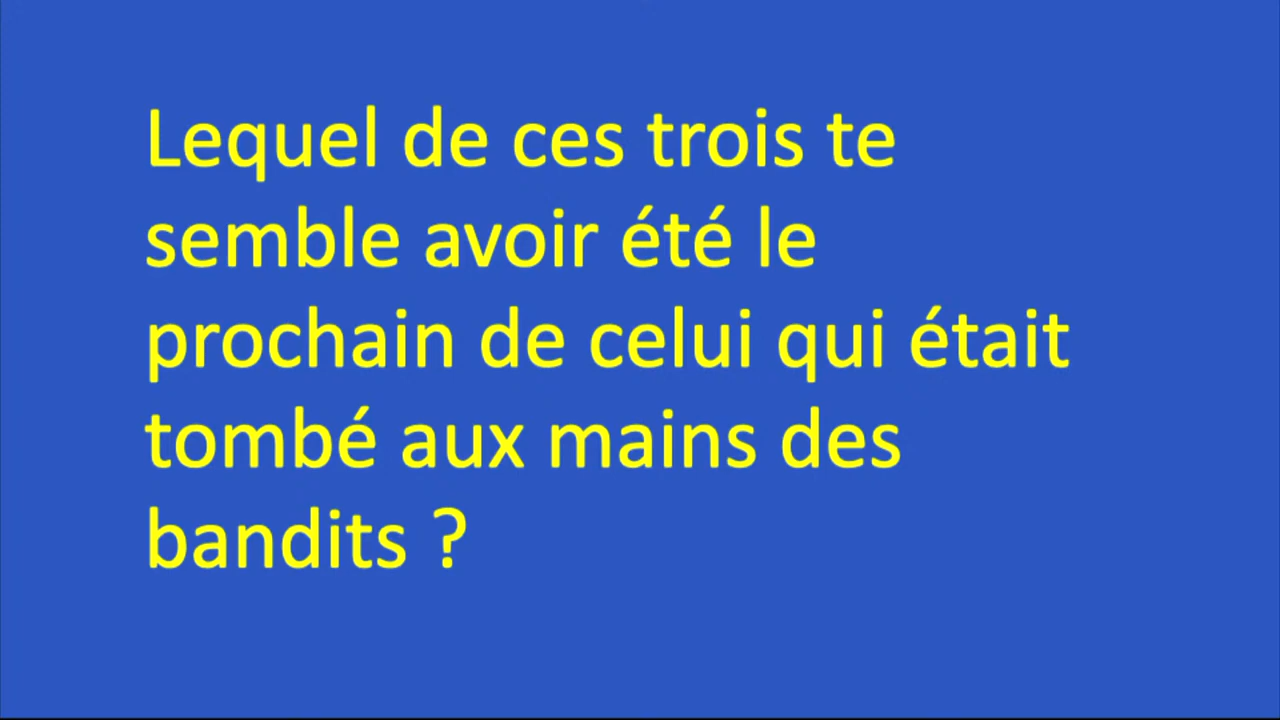 Lequel de ces trois te
semble avoir été le
prochain de celui qui était
tombé aux mains des
bandits ?